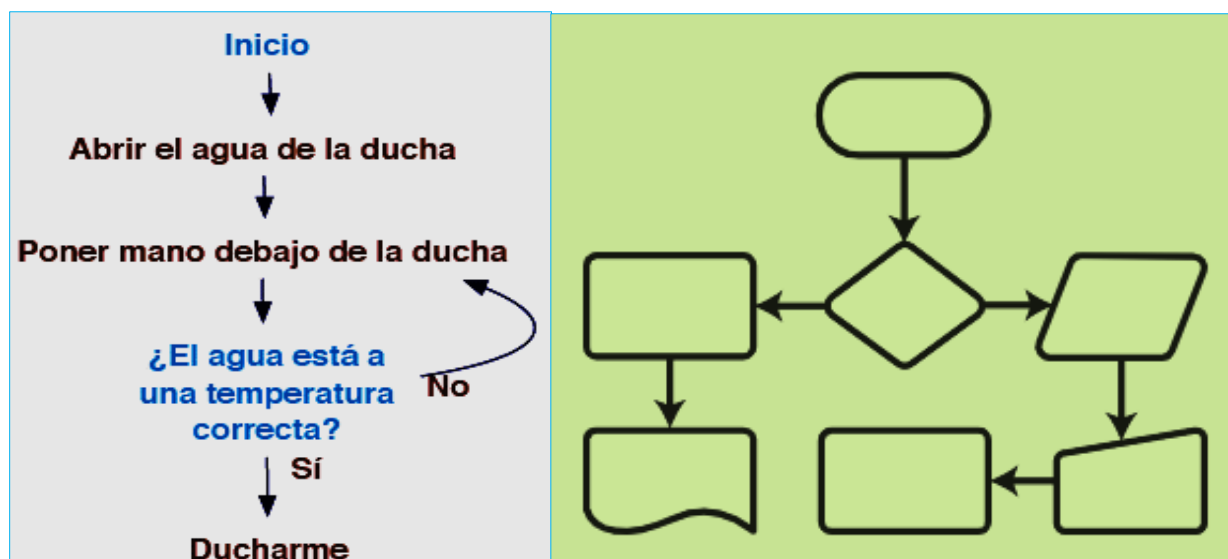 Inicio
Abrir el agua de la ducha
Poner mano debajo de la ducha
¿El agua está a
una temperatura
correcta?
No
Sí
Ducharme